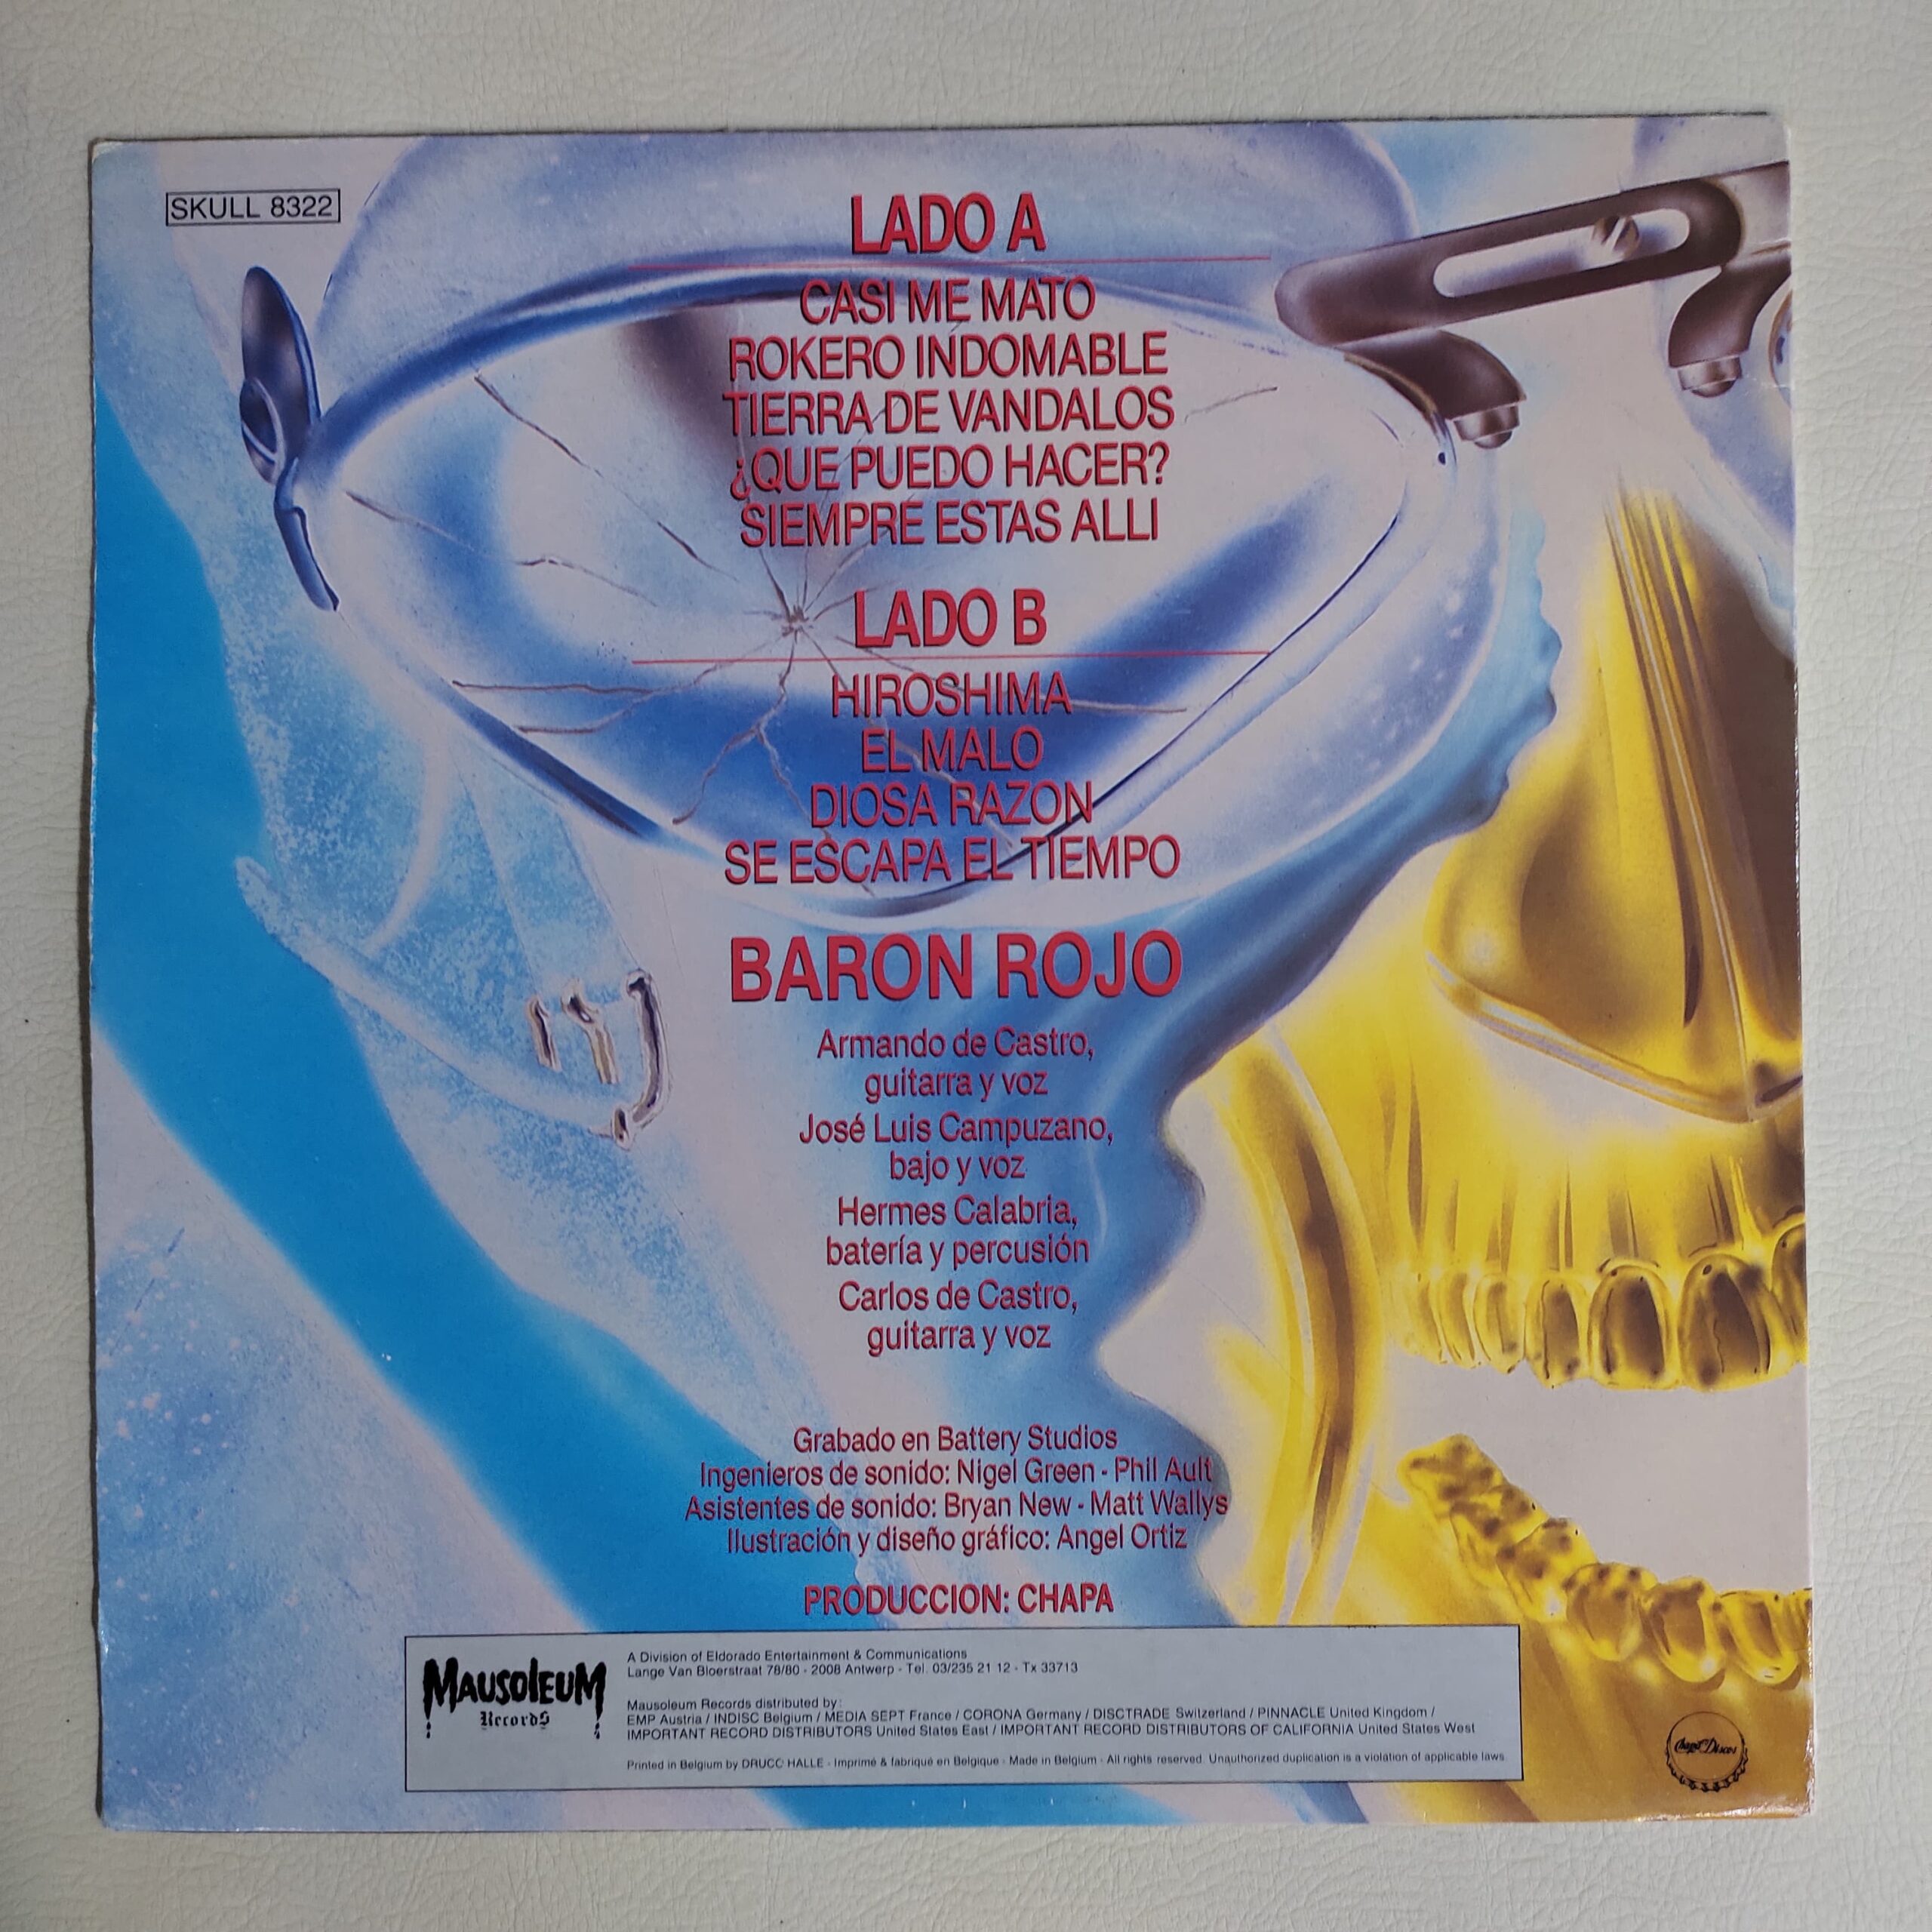 SKULL 8322
LADO A
CASI ME MATO
ROKERO INDOMABLE
TIERRA DE VANDALOS
¿QUE PUEDO HACER?
SIEMPRE ESTAS ALLI
LADO B
HIROSHIMA
EL MALO
DIOSA RAZON
SE ESCAPA EL TIEMPO
BARON ROJO
Armando de Castro,
guitarra y voz
José Luis Campuzano,
bajo y voz
Hermes Calabria,
batería y percusión
Carlos de Castro,
guitarra y voz
Grabado en Battery Studios
Ingenieros de sonido: Nigel Green - Phil Ault
Asistentes de sonido: Bryan New - Matt Wallys
Ilustración y diseño gráfico: Angel Ortiz
PRODUCCION: CHAPA
MAUSOLEUM
Records
A Division of Eldorado Entertainment & Communications
Lange Van Bloerstraat 78/80 - 2008 Antwerp - Tel. 03/235 21 12 - Tx 33713
Mausoleum Records distributed by:
EMP Austria / INDISC Belgium / MEDIA SEPT France / CORONA Germany / DISCTRADE Switzerland / PINNACLE United Kingdom /
IMPORTANT RECORD DISTRIBUTORS United States East / IMPORTANT RECORD DISTRIBUTORS OF CALIFORNIA United States West
Printed in Belgium by DRUCO HALLE - Imprimé & fabriqué en Belgique - Made in Belgium - All rights reserved. Unauthorized duplication is a violation of applicable laws.
Chapa Discos